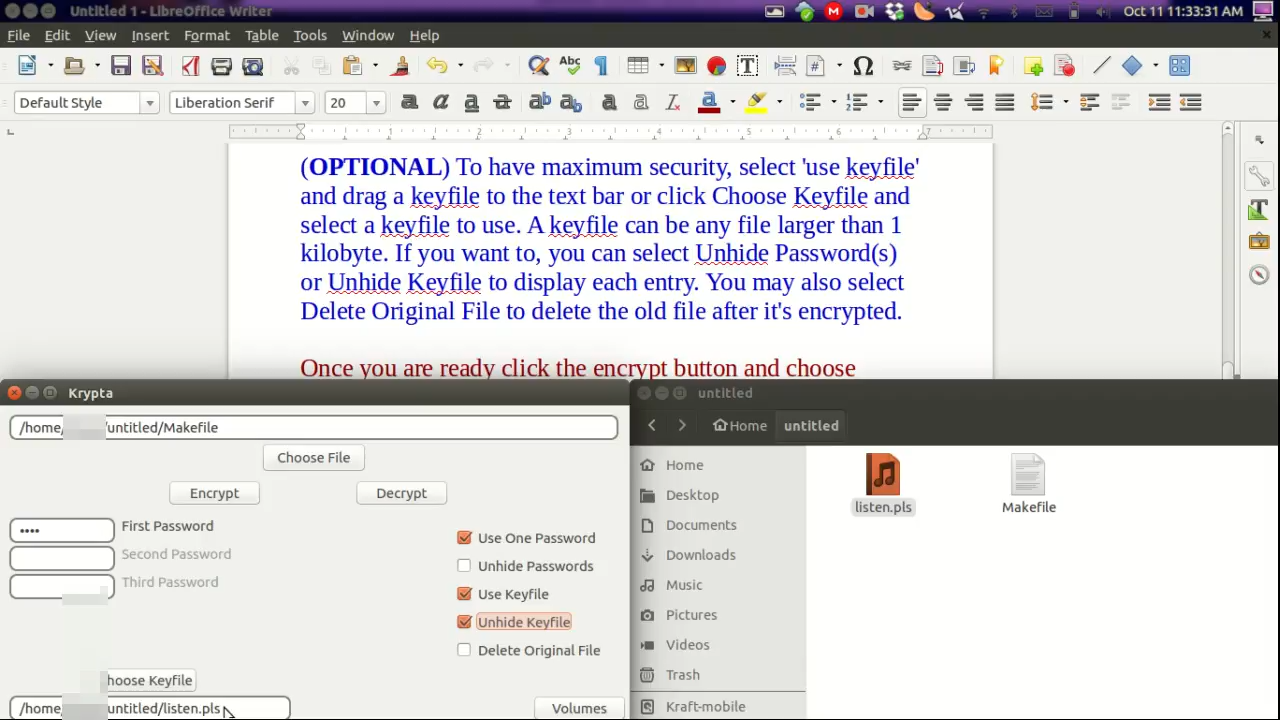 Untitled 1 - LibreOffice Writer
Oct 11 11:33:31 AM
File Edit View Insert Format Table Tools Window Help
Default Style
Liberation Serif
20
1 2 3 4 5 6 7
(OPTIONAL) To have maximum security, select 'use keyfile'
and drag a keyfile to the text bar or click Choose Keyfile and
select a keyfile to use. A keyfile can be any file larger than 1
kilobyte. If you want to, you can select Unhide Password(s)
or Unhide Keyfile to display each entry. You may also select
Delete Original File to delete the old file after it's encrypted.
Once you are ready click the encrypt button and choose
Krypta
/home/ /untitled/Makefile
Choose File
Encrypt
Decrypt
First Password
Second Password
Third Password
Use One Password
Unhide Passwords
Use Keyfile
Unhide Keyfile
Delete Original File
hoose Keyfile
/home/ untitled/listen.pls
Volumes
untitled
Home
untitled
Home
Desktop
Documents
Downloads
Music
Pictures
Videos
Trash
Kraft-mobile
listen.pls
Makefile